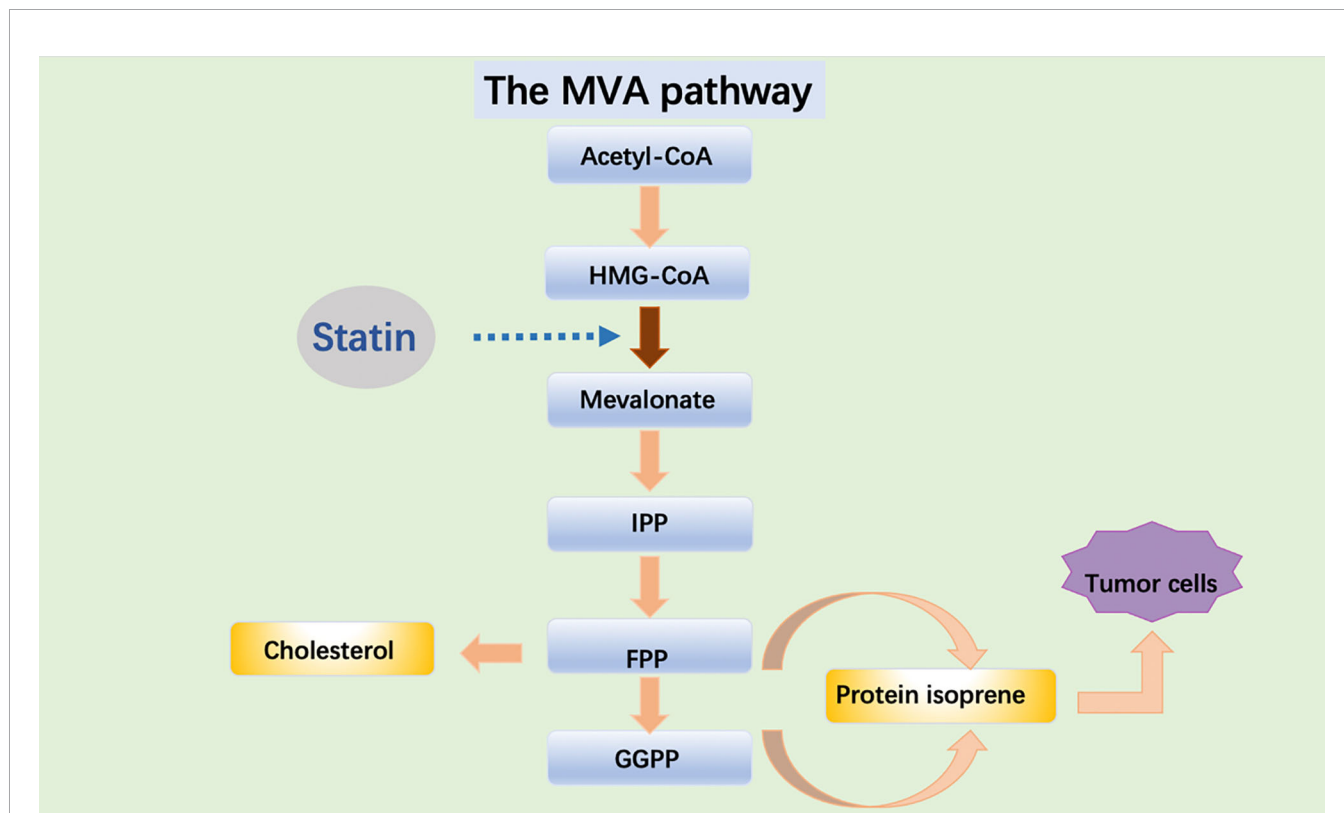 The MVA pathway
Acetyl-CoA
HMG-CoA
Statin
Mevalonate
IPP
Tumor cells
Cholesterol
FPP
Protein isoprene
GGPP